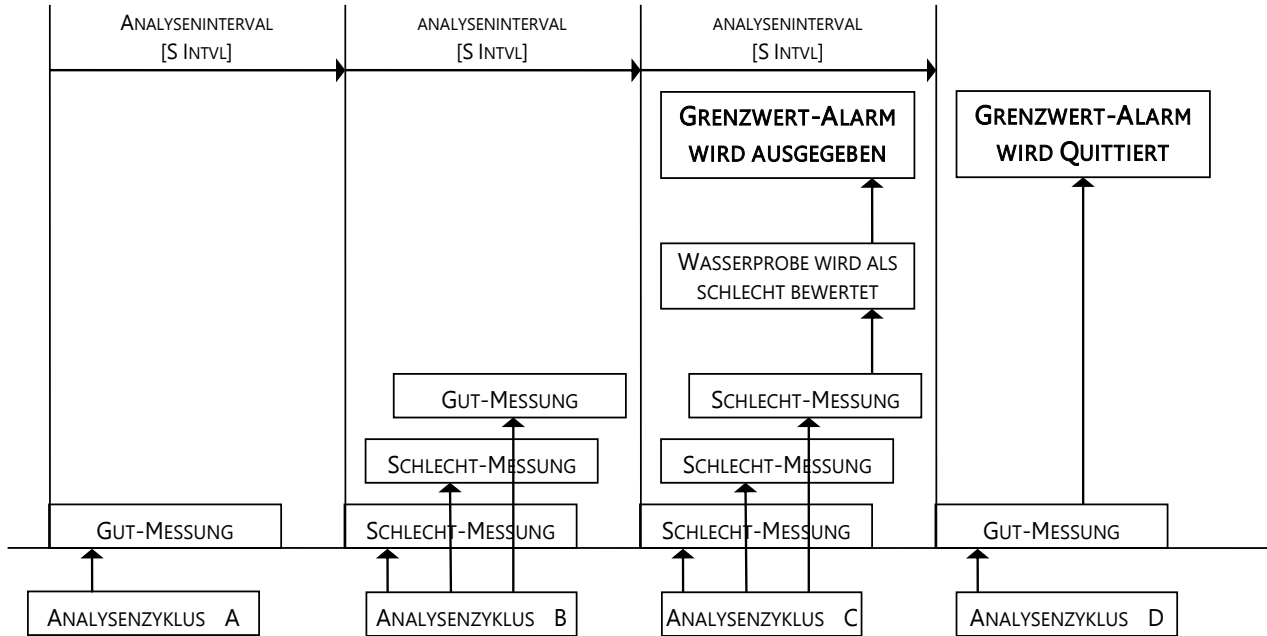 ANALYSENINTERVAL
[S INTVL]
ANALYSENINTERVAL
[S INTVL]
ANALYSENINTERVAL
[S INTVL]
GRENZWERT-ALARM
WIRD AUSGEGEBEN
GRENZWERT-ALARM
WIRD QUITTIERT
WASSERPROBE WIRD ALS
SCHLECHT BEWERTET
GUT-MESSUNG
SCHLECHT-MESSUNG
SCHLECHT-MESSUNG
SCHLECHT-MESSUNG
GUT-MESSUNG
SCHLECHT-MESSUNG
SCHLECHT-MESSUNG
GUT-MESSUNG
ANALYSENZYKLUS A
ANALYSENZYKLUS B
ANALYSENZYKLUS C
ANALYSENZYKLUS D